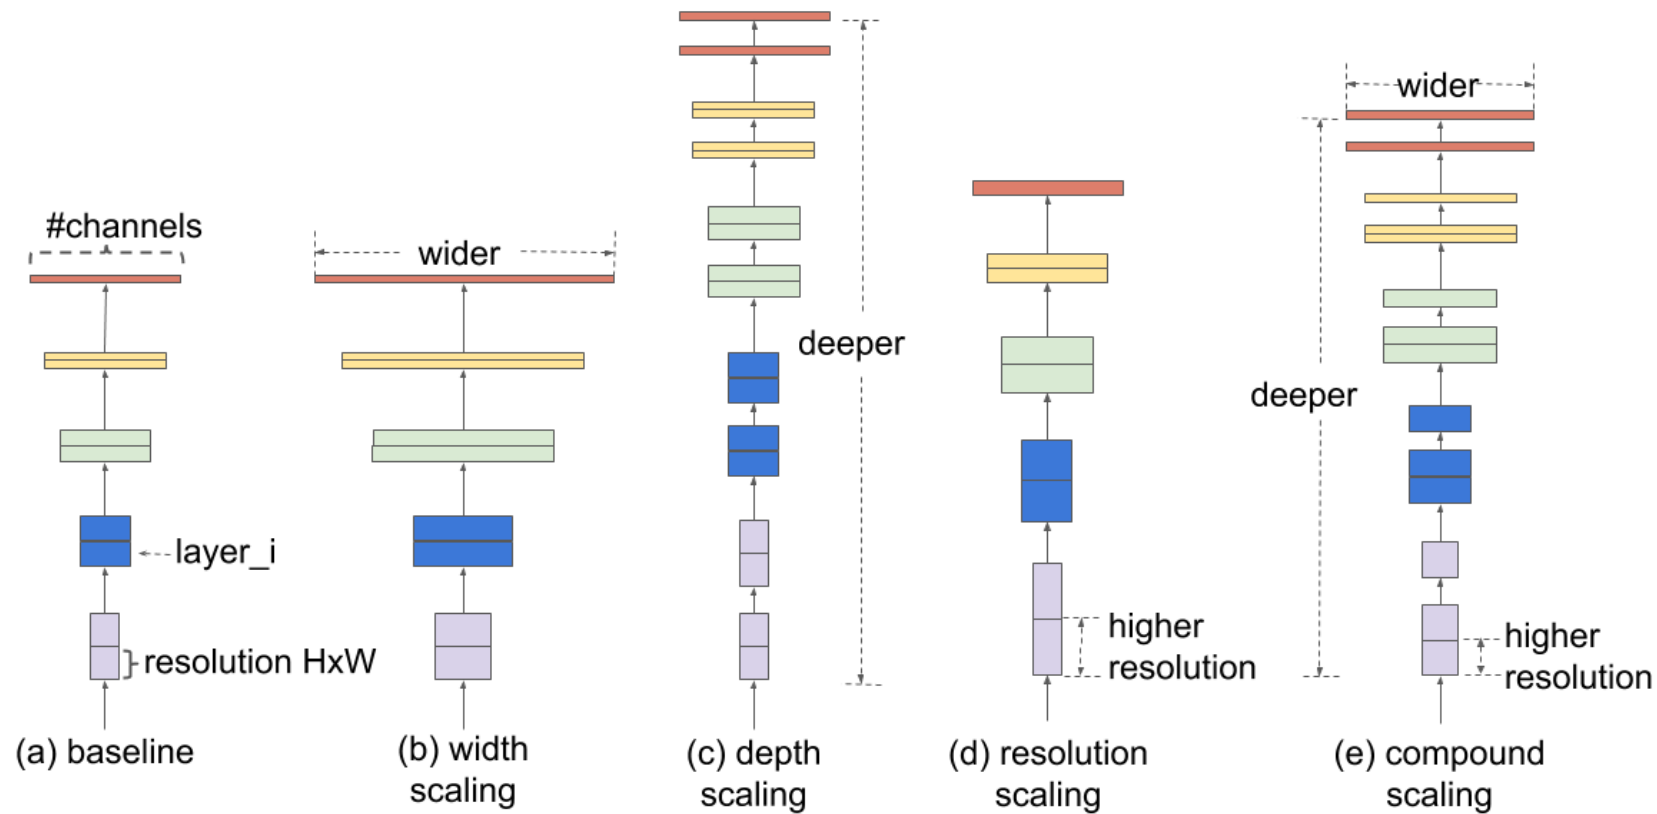 #channels
wider
layer_i
resolution HxW
(a) baseline
(b) width
scaling
deeper
(c) depth
scaling
higher
resolution
(d) resolution
scaling
wider
deeper
higher
resolution
(e) compound
scaling